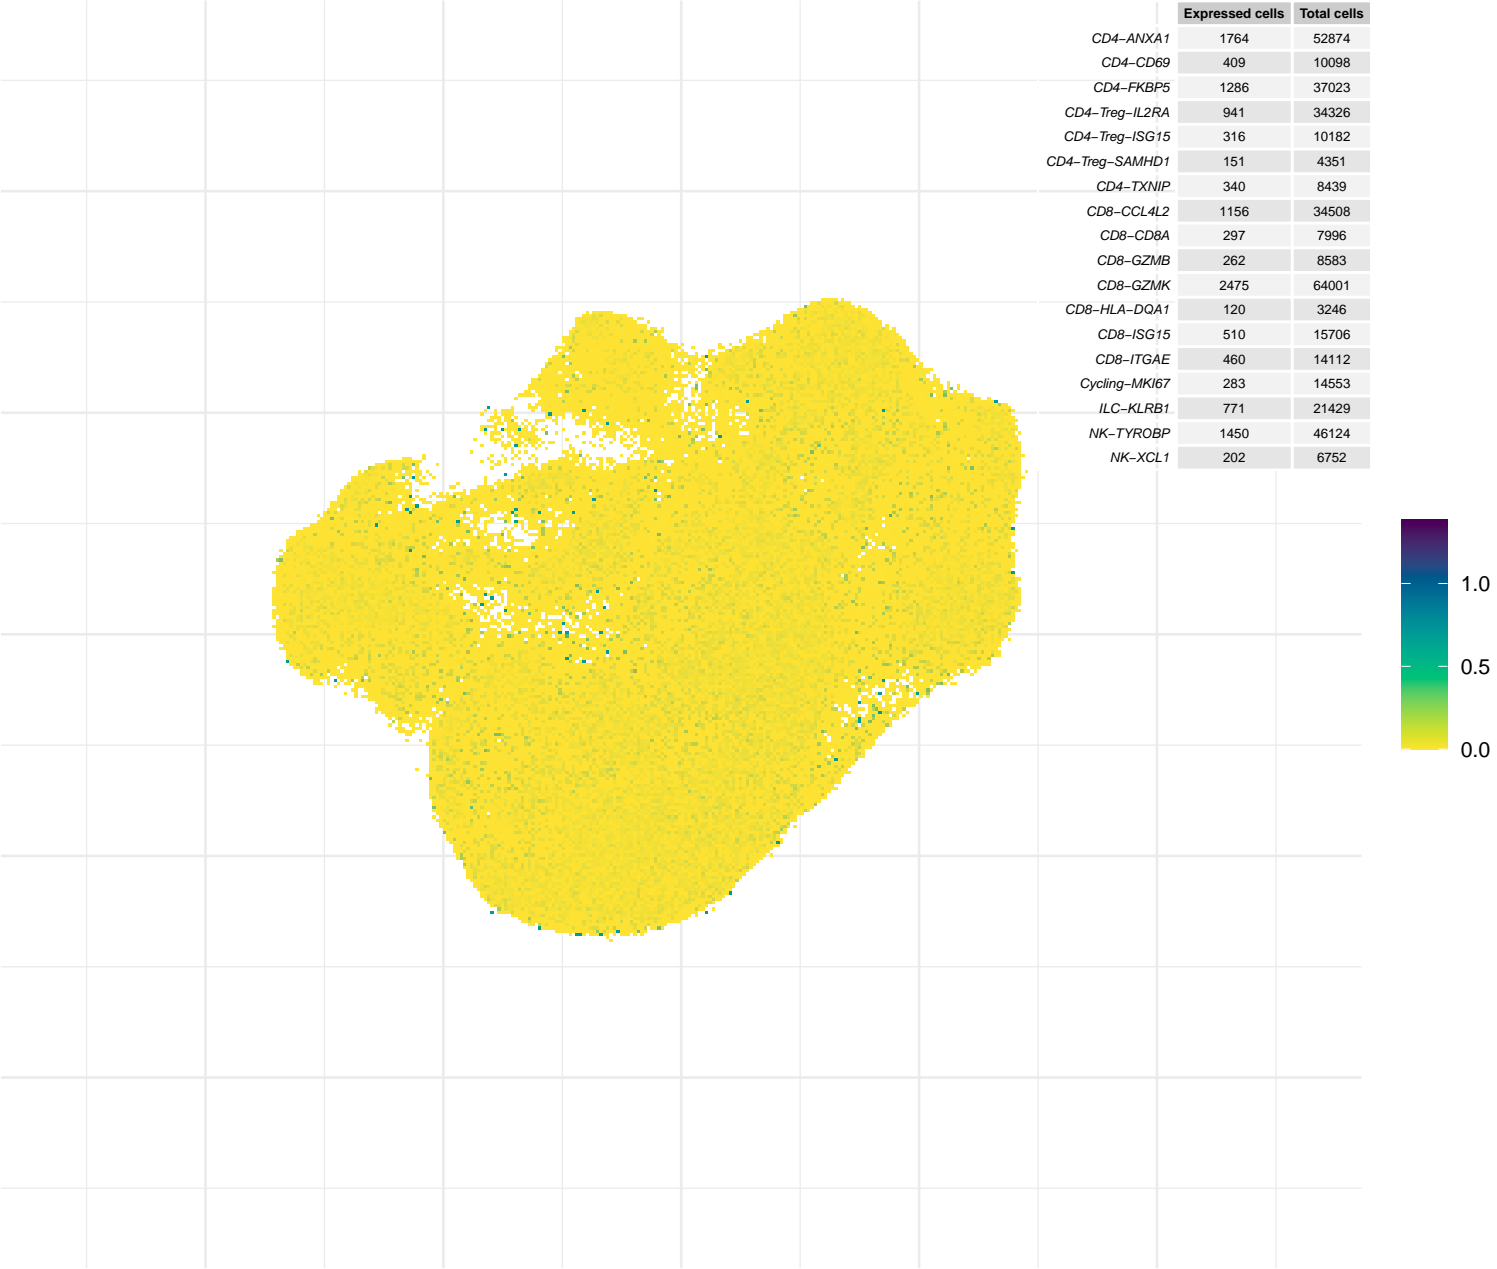 Expressed cells Total cells
CD4−ANXA1 1764 52874
CD4−CD69 409 10098
CD4−FKBP5 1286 37023
CD4−Treg−IL2RA 941 34326
CD4−Treg−ISG15 316 10182
CD4−Treg−SAMHD1 151 4351
CD4−TXNIP 340 8439
CD8−CCL4L2 1156 34508
CD8−CD8A 297 7996
CD8−GZMB 262 8583
CD8−GZMK 2475 64001
CD8−HLA−DQA1 120 3246
CD8−ISG15 510 15706
CD8−ITGAE 460 14112
Cycling−MKI67 283 14553
ILC−KLRB1 771 21429
NK−TYROBP 1450 46124
NK−XCL1 202 6752
1.0
0.5
0.0